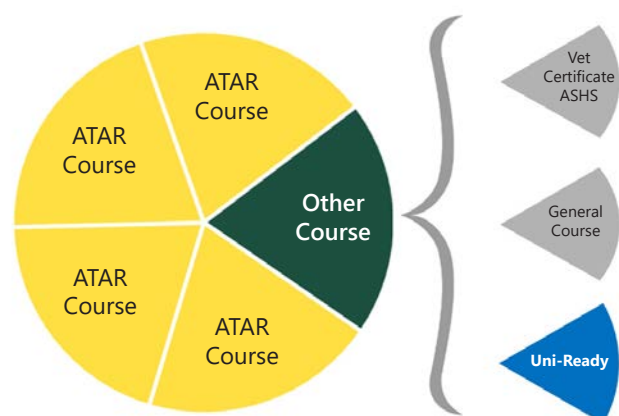 ATAR
Course
ATAR
Course
ATAR
Course
ATAR
Course
Other
Course
Vet
Certificate
ASHS
General
Course
Uni-Ready